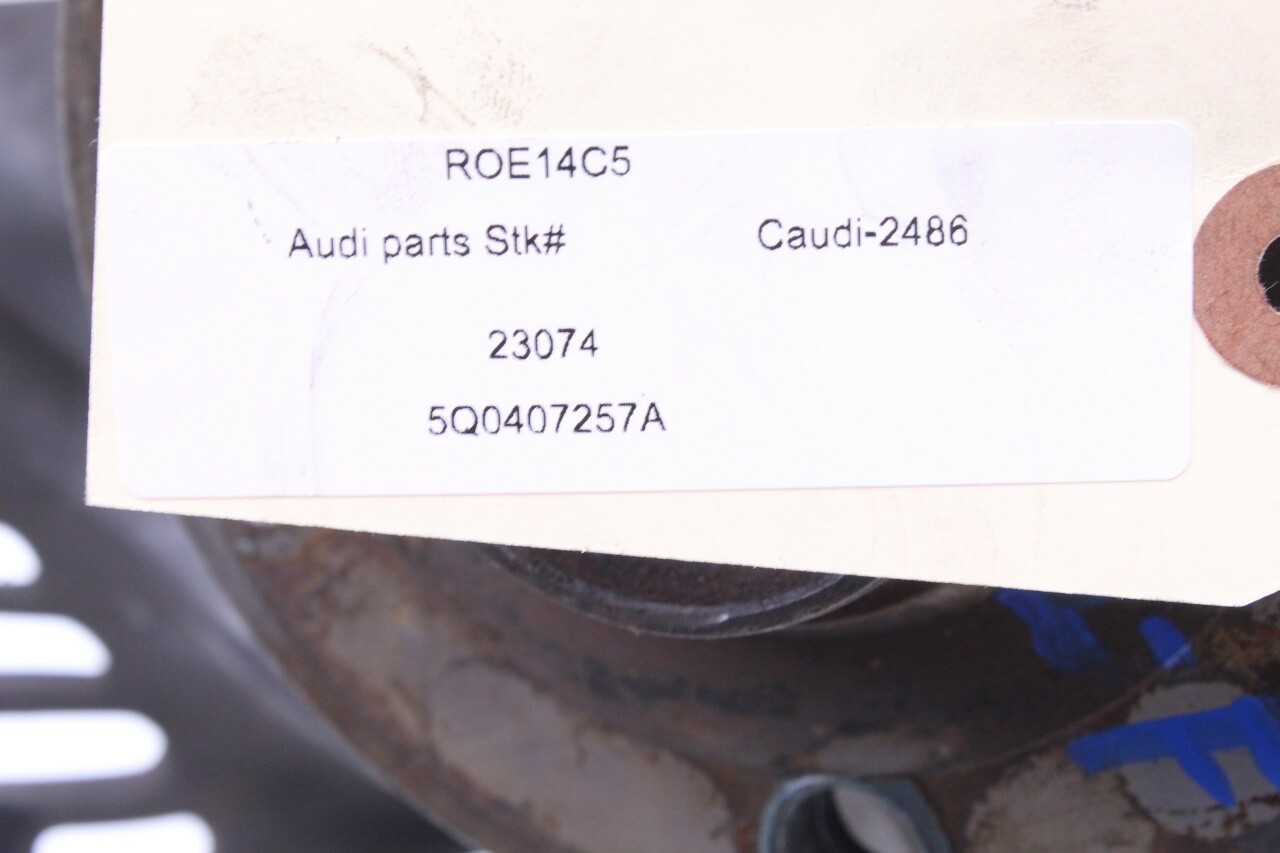 ROE14C5
Audi parts Stk# Caudi-2486
23074
5Q0407257A